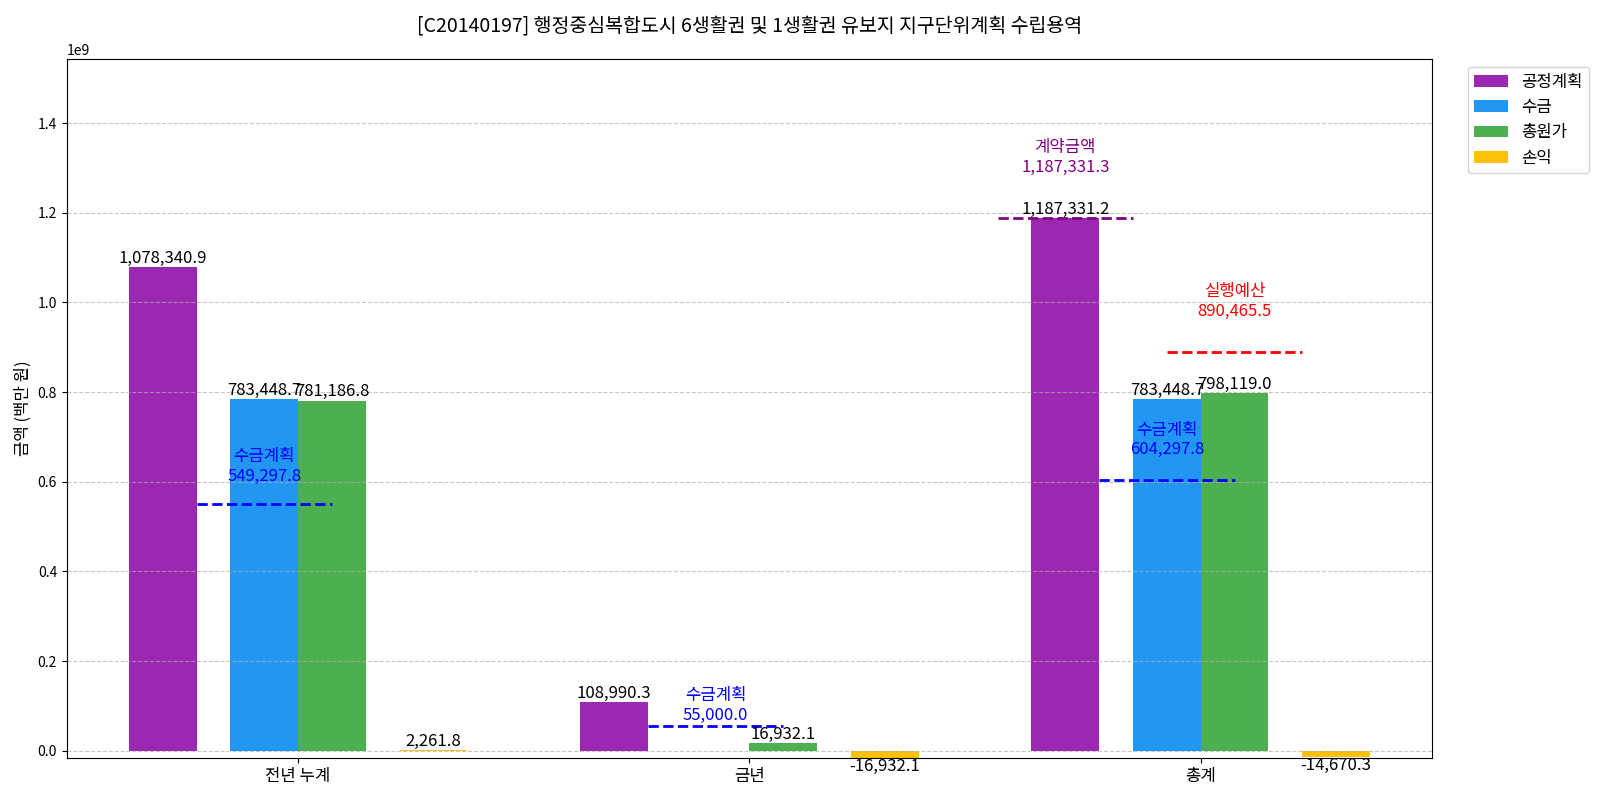 [C20140197] 행정중심복합도시 6생활권 및 1생활권 유보지 지구단위계획 수립용역
1e9
공정계획
수금
총원가
손익
금액 (백만 원)
1.4
1.2
1.0
0.8
0.6
0.4
0.2
0.0
1,078,340.9
783,448.7
781,186.8
수금계획
549,297.8
2,261.8
108,990.3
수금계획
55,000.0
16,932.1
-16,932.1
계약금액
1,187,331.3
1,187,331.2
실행예산
890,465.5
783,448.7
798,119.0
수금계획
604,297.8
-14,670.3
전년 누계
금년
총계